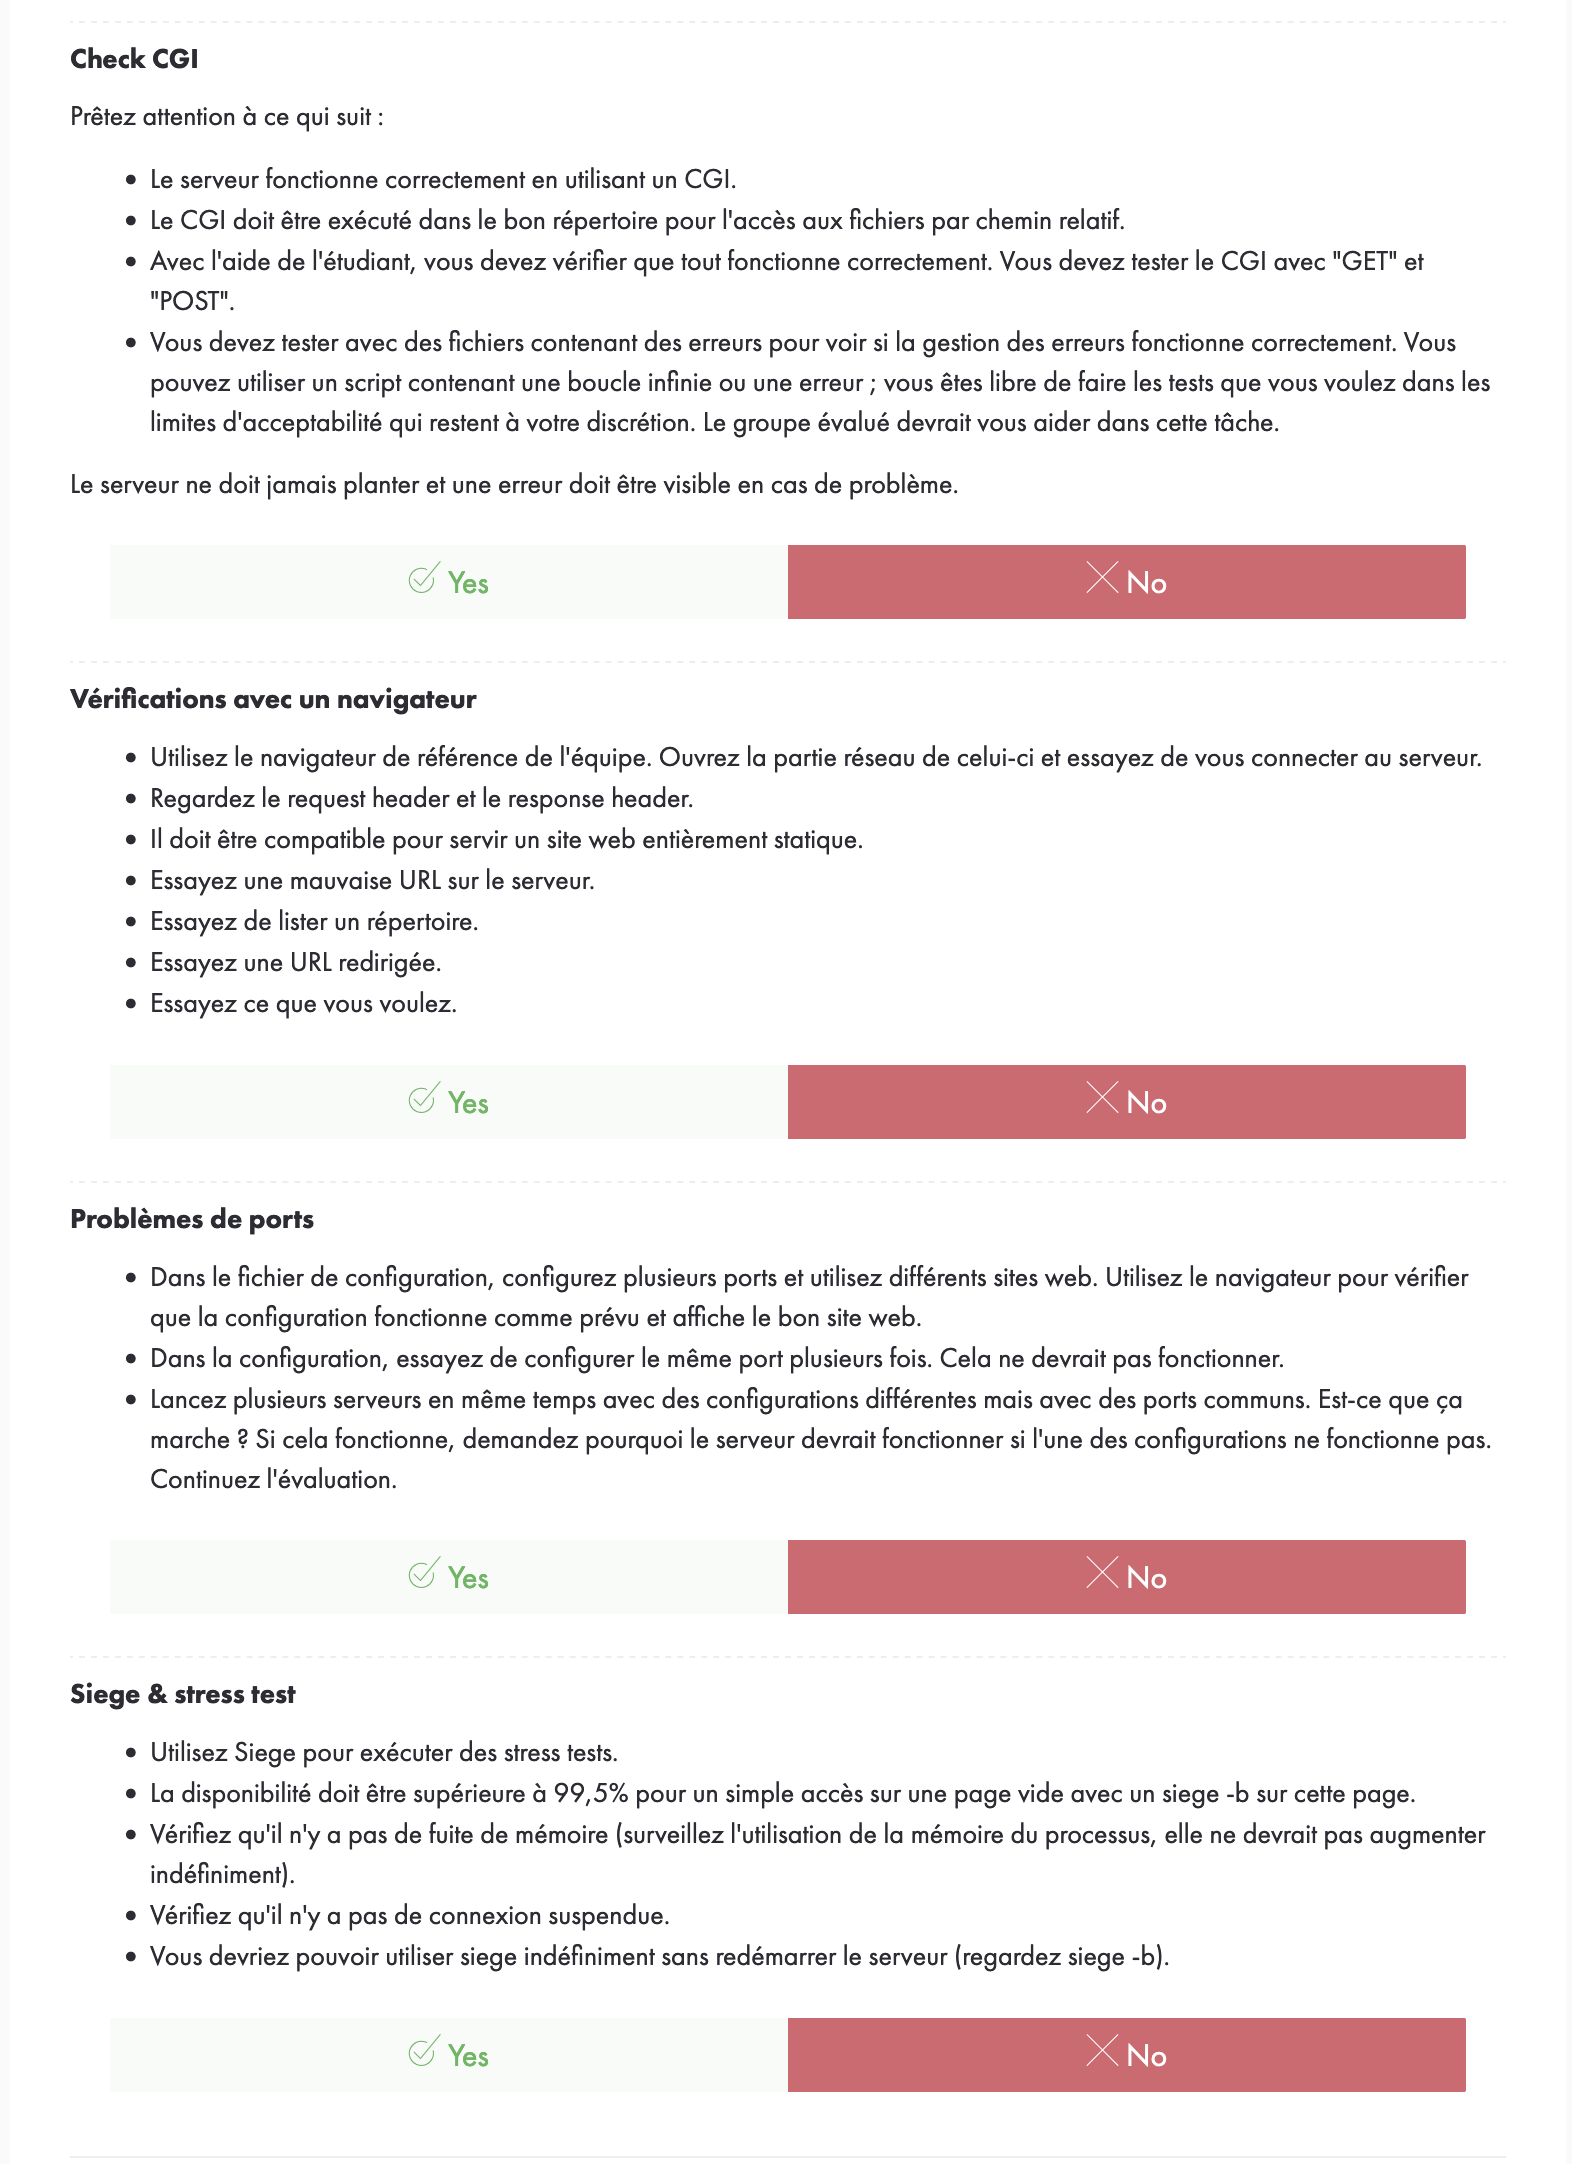 Check CGI
Prêtez attention à ce qui suit :
Le serveur fonctionne correctement en utilisant un CGI.
Le CGI doit être exécuté dans le bon répertoire pour l'accès aux fichiers par chemin relatif.
Avec l'aide de l'étudiant, vous devez vérifier que tout fonctionne correctement. Vous devez tester le CGI avec "GET" et
"POST".
Vous devez tester avec des fichiers contenant des erreurs pour voir si la gestion des erreurs fonctionne correctement. Vous
pouvez utiliser un script contenant une boucle infinie ou une erreur ; vous êtes libre de faire les tests que vous voulez dans les
limites d'acceptabilité qui restent à votre discrétion. Le groupe évalué devrait vous aider dans cette tâche.
Le serveur ne doit jamais planter et une erreur doit être visible en cas de problème.
Yes No
Vérifications avec un navigateur
Utilisez le navigateur de référence de l'équipe. Ouvrez la partie réseau de celui-ci et essayez de vous connecter au serveur.
Regardez le request header et le response header.
Il doit être compatible pour servir un site web entièrement statique.
Essayez une mauvaise URL sur le serveur.
Essayez de lister un répertoire.
Essayez une URL redirigée.
Essayez ce que vous voulez.
Yes No
Problèmes de ports
Dans le fichier de configuration, configurez plusieurs ports et utilisez différents sites web. Utilisez le navigateur pour vérifier
que la configuration fonctionne comme prévu et affiche le bon site web.
Dans la configuration, essayez de configurer le même port plusieurs fois. Cela ne devrait pas fonctionner.
Lancez plusieurs serveurs en même temps avec des configurations différentes mais avec des ports communs. Est-ce que ça
marche ? Si cela fonctionne, demandez pourquoi le serveur devrait fonctionner si l'une des configurations ne fonctionne pas.
Continuez l'évaluation.
Yes No
Siege & stress test
Utilisez Siege pour exécuter des stress tests.
La disponibilité doit être supérieure à 99,5% pour un simple accès sur une page vide avec un siege -b sur cette page.
Vérifiez qu'il n'y a pas de fuite de mémoire (surveillez l'utilisation de la mémoire du processus, elle ne devrait pas augmenter
indéfiniment).
Vérifiez qu'il n'y a pas de connexion suspendue.
Vous devriez pouvoir utiliser siege indéfiniment sans redémarrer le serveur (regardez siege -b).
Yes No